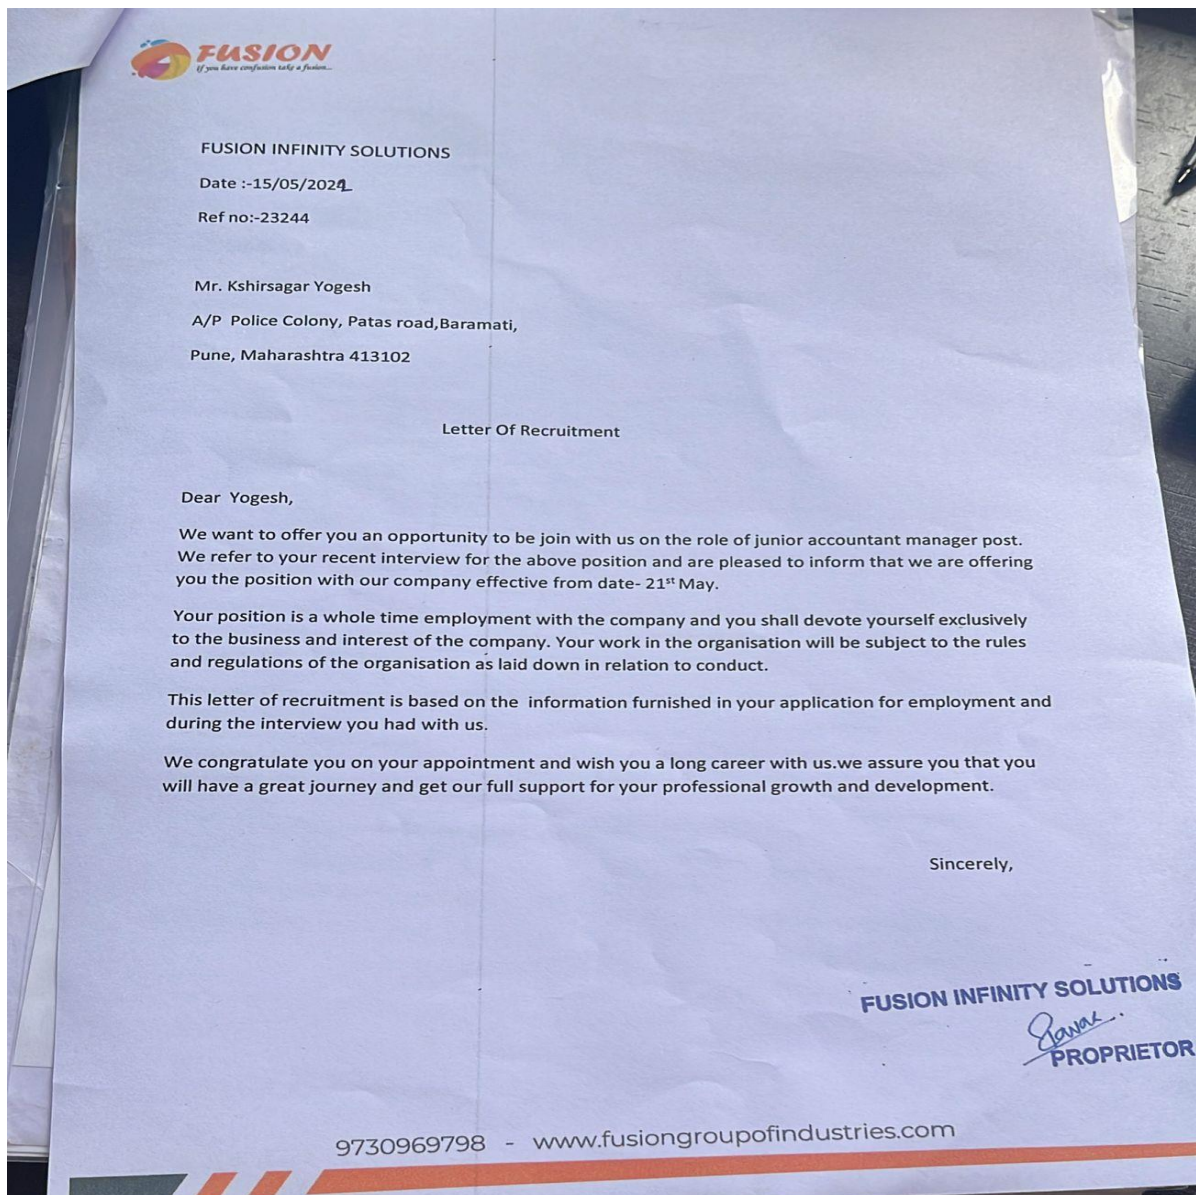 FUSION
If you have confusion take a fusion...
FUSION INFINITY SOLUTIONS
Date :-15/05/2022
Ref no:-23244
Mr. Kshirsagar Yogesh
A/P Police Colony, Patas road,Baramati,
Pune, Maharashtra 413102
Letter Of Recruitment
Dear Yogesh,
We want to offer you an opportunity to be join with us on the role of junior accountant manager post.
We refer to your recent interview for the above position and are pleased to inform that we are offering
you the position with our company effective from date- 21st May.
Your position is a whole time employment with the company and you shall devote yourself exclusively
to the business and interest of the company. Your work in the organisation will be subject to the rules
and regulations of the organisation as laid down in relation to conduct.
This letter of recruitment is based on the information furnished in your application for employment and
during the interview you had with us.
We congratulate you on your appointment and wish you a long career with us.we assure you that you
will have a great journey and get our full support for your professional growth and development.
Sincerely,
FUSION INFINITY SOLUTIONS
PROPRIETOR
9730969798 - www.fusiongroupofindustries.com